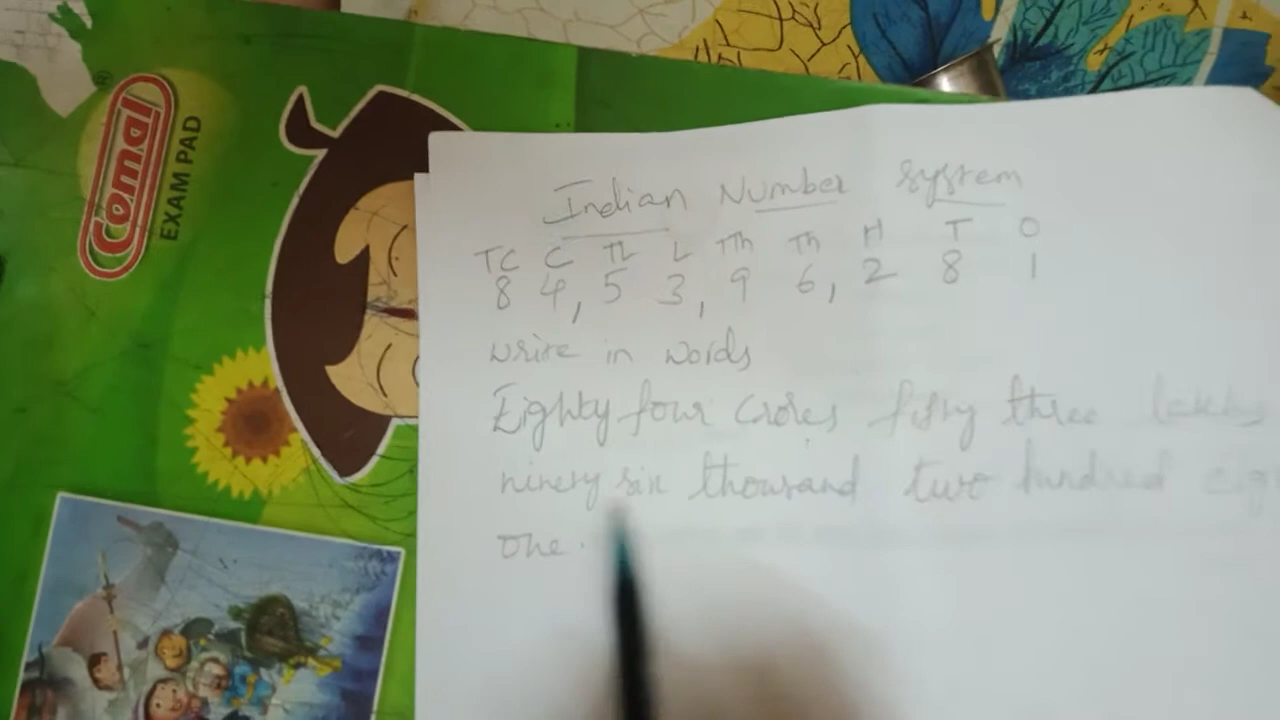 Comal®
EXAM PAD
Indian Number System
TC C TL L TTh Th H T O
8 4, 5 3, 9 6, 2 8 1
write in words
Eighty four crores fifty three lakhs
ninety six thousand two hundred eig
one.